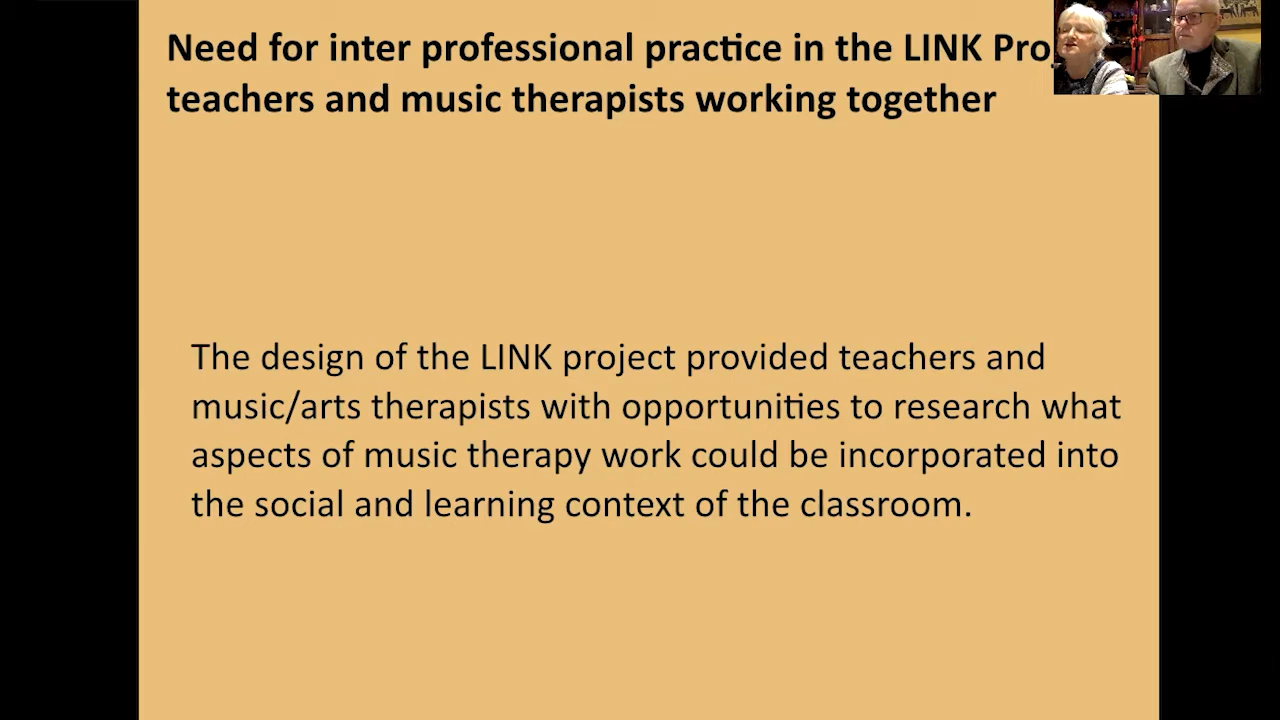 Need for inter professional practice in the LINK Pro
teachers and music therapists working together
The design of the LINK project provided teachers and
music/arts therapists with opportunities to research what
aspects of music therapy work could be incorporated into
the social and learning context of the classroom.